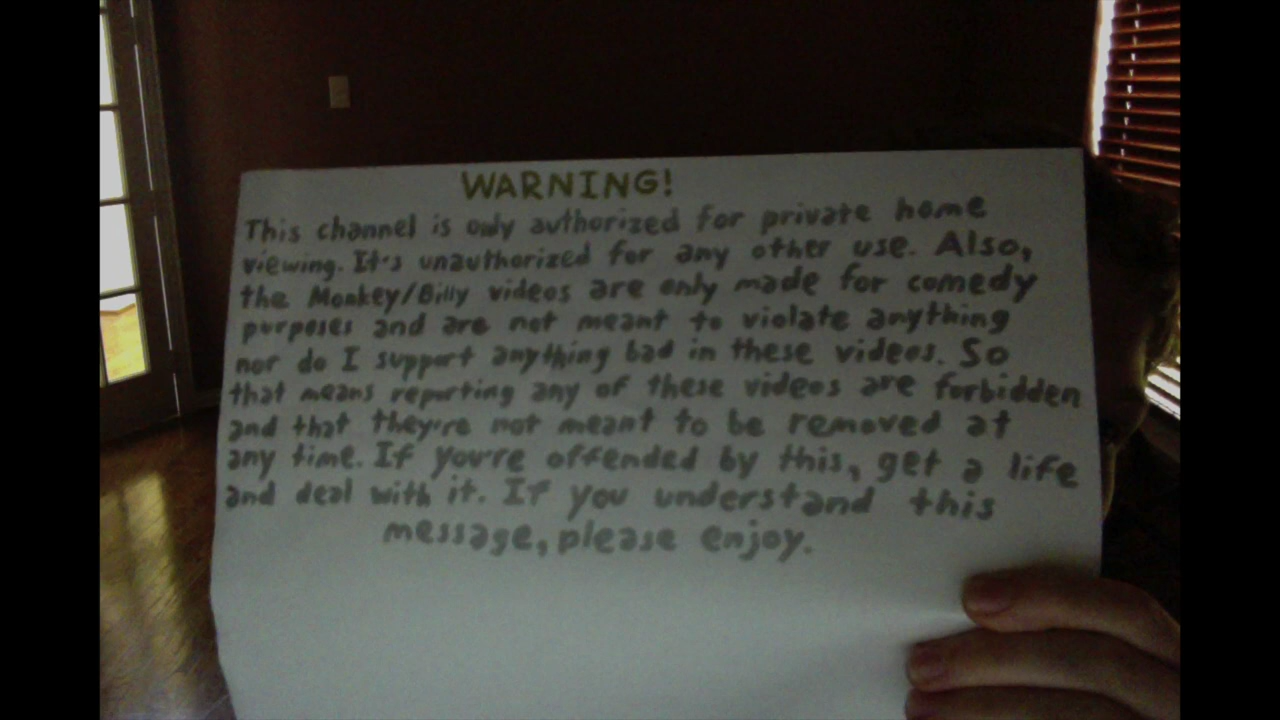 WARNING!
This channel is only authorized for private home
viewing. It's unauthorized for any other use. Also,
the Monkey/Billy videos are only made for comedy
purposes and are not meant to violate anything
nor do I support anything bad in these videos. So
that means reporting any of these videos are forbidden
and that they're not meant to be removed at
any time. If you're offended by this, get a life
and deal with it. If you understand this
message, please enjoy.